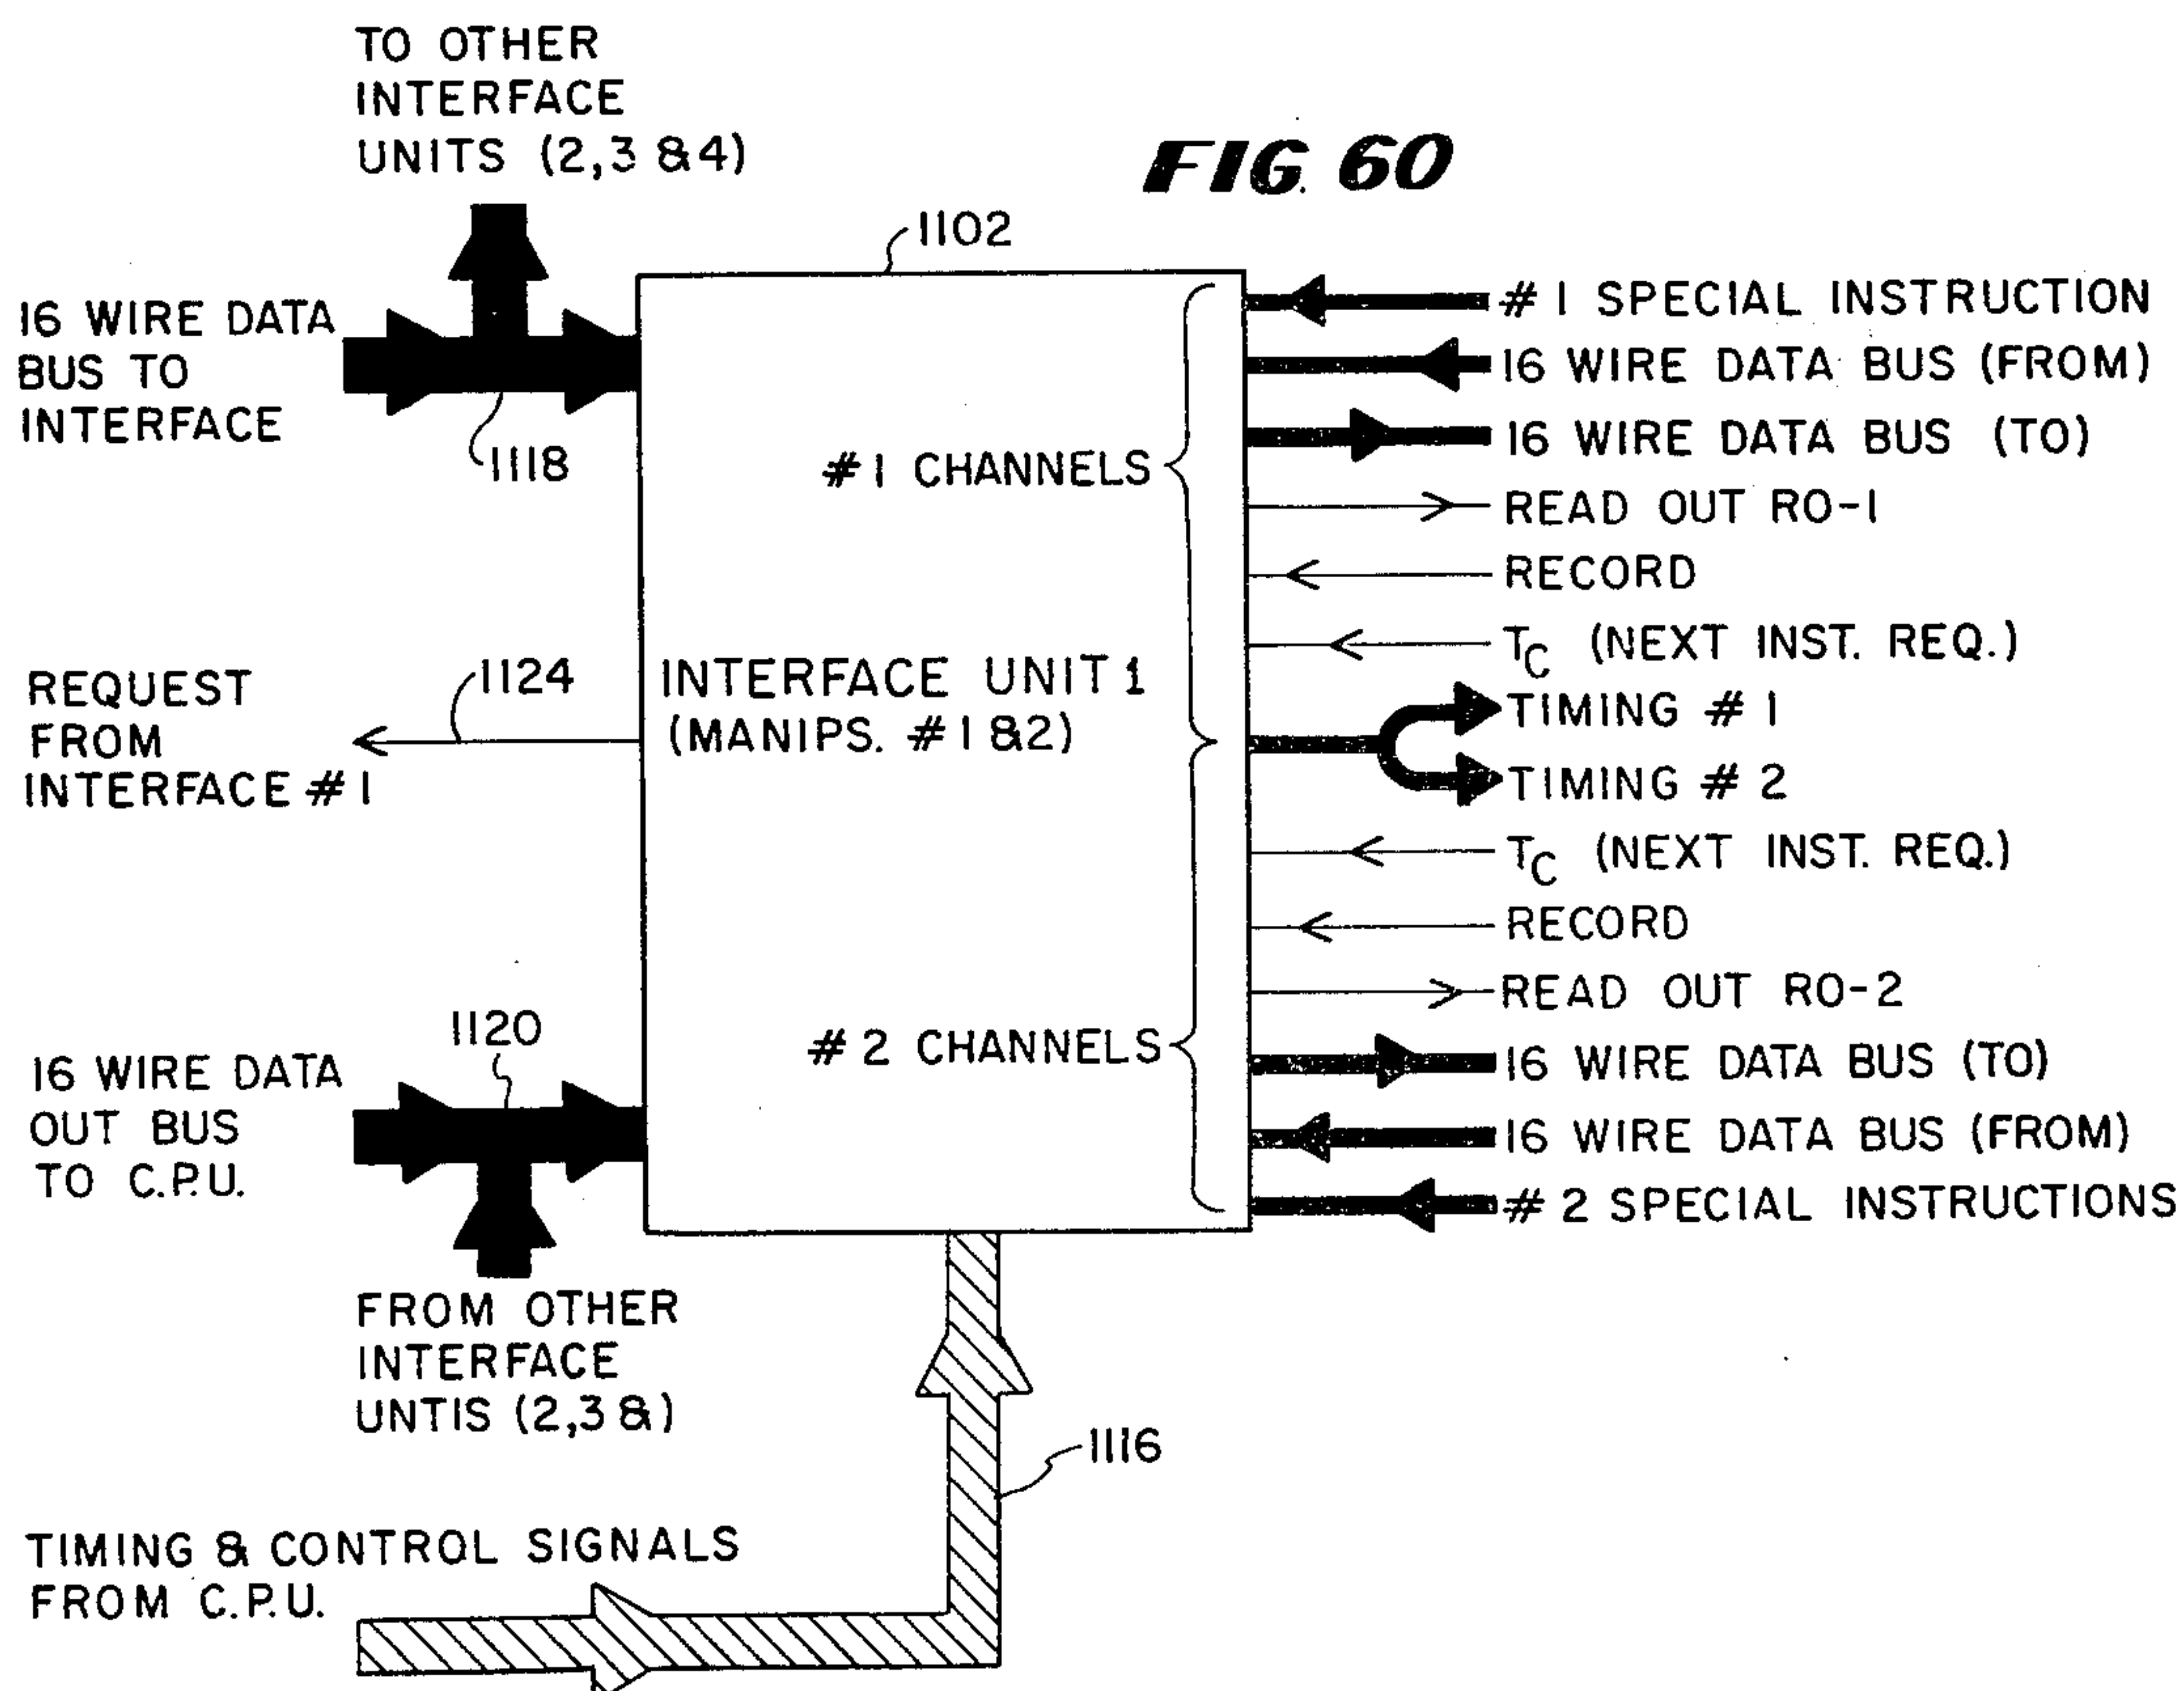 TO OTHER
INTERFACE
UNITS (2,3 &4)
FIG. 60
1102
16 WIRE DATA
BUS TO
INTERFACE
1118
#1 CHANNELS
# 1 SPECIAL INSTRUCTION
16 WIRE DATA BUS (FROM)
16 WIRE DATA BUS (TO)
READ OUT RO-1
RECORD
TC (NEXT INST. REQ.)
TIMING # 1
TIMING # 2
TC (NEXT INST. REQ.)
RECORD
READ OUT RO-2
16 WIRE DATA BUS (TO)
16 WIRE DATA BUS (FROM)
# 2 SPECIAL INSTRUCTIONS
REQUEST
FROM
INTERFACE # 1
1124
INTERFACE UNIT 1
(MANIPS. #1 &2)
#2 CHANNELS
1120
16 WIRE DATA
OUT BUS
TO C.P.U.
FROM OTHER
INTERFACE
UNTIS (2,3 &)
1116
TIMING & CONTROL SIGNALS
FROM C.P.U.